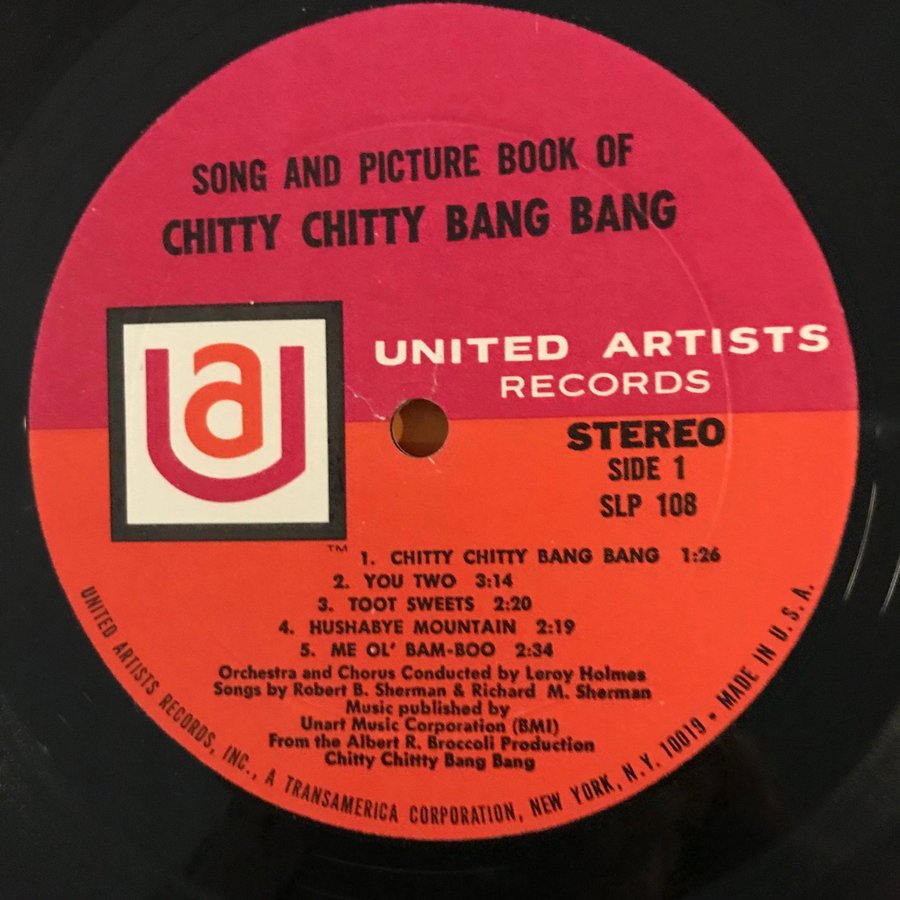 SONG AND PICTURE BOOK OF
CHITTY CHITTY BANG BANG
ua
UNITED ARTISTS
RECORDS
STEREO
SIDE 1
SLP 108
™
1. CHITTY CHITTY BANG BANG 1:26
2. YOU TWO 3:14
3. TOOT SWEETS 2:20
4. HUSHABYE MOUNTAIN 2:19
5. ME OL' BAM-BOO 2:34
Orchestra and Chorus Conducted by Leroy Holmes
Songs by Robert B. Sherman & Richard M. Sherman
Music published by
Unart Music Corporation (BMI)
From the Albert R. Broccoli Production
Chitty Chittty Bang Bang
UNITED ARTISTS RECORDS, INC., A TRANSAMERICA CORPORATION, NEW YORK, N.Y. 10019 • MADE IN U.S.A.